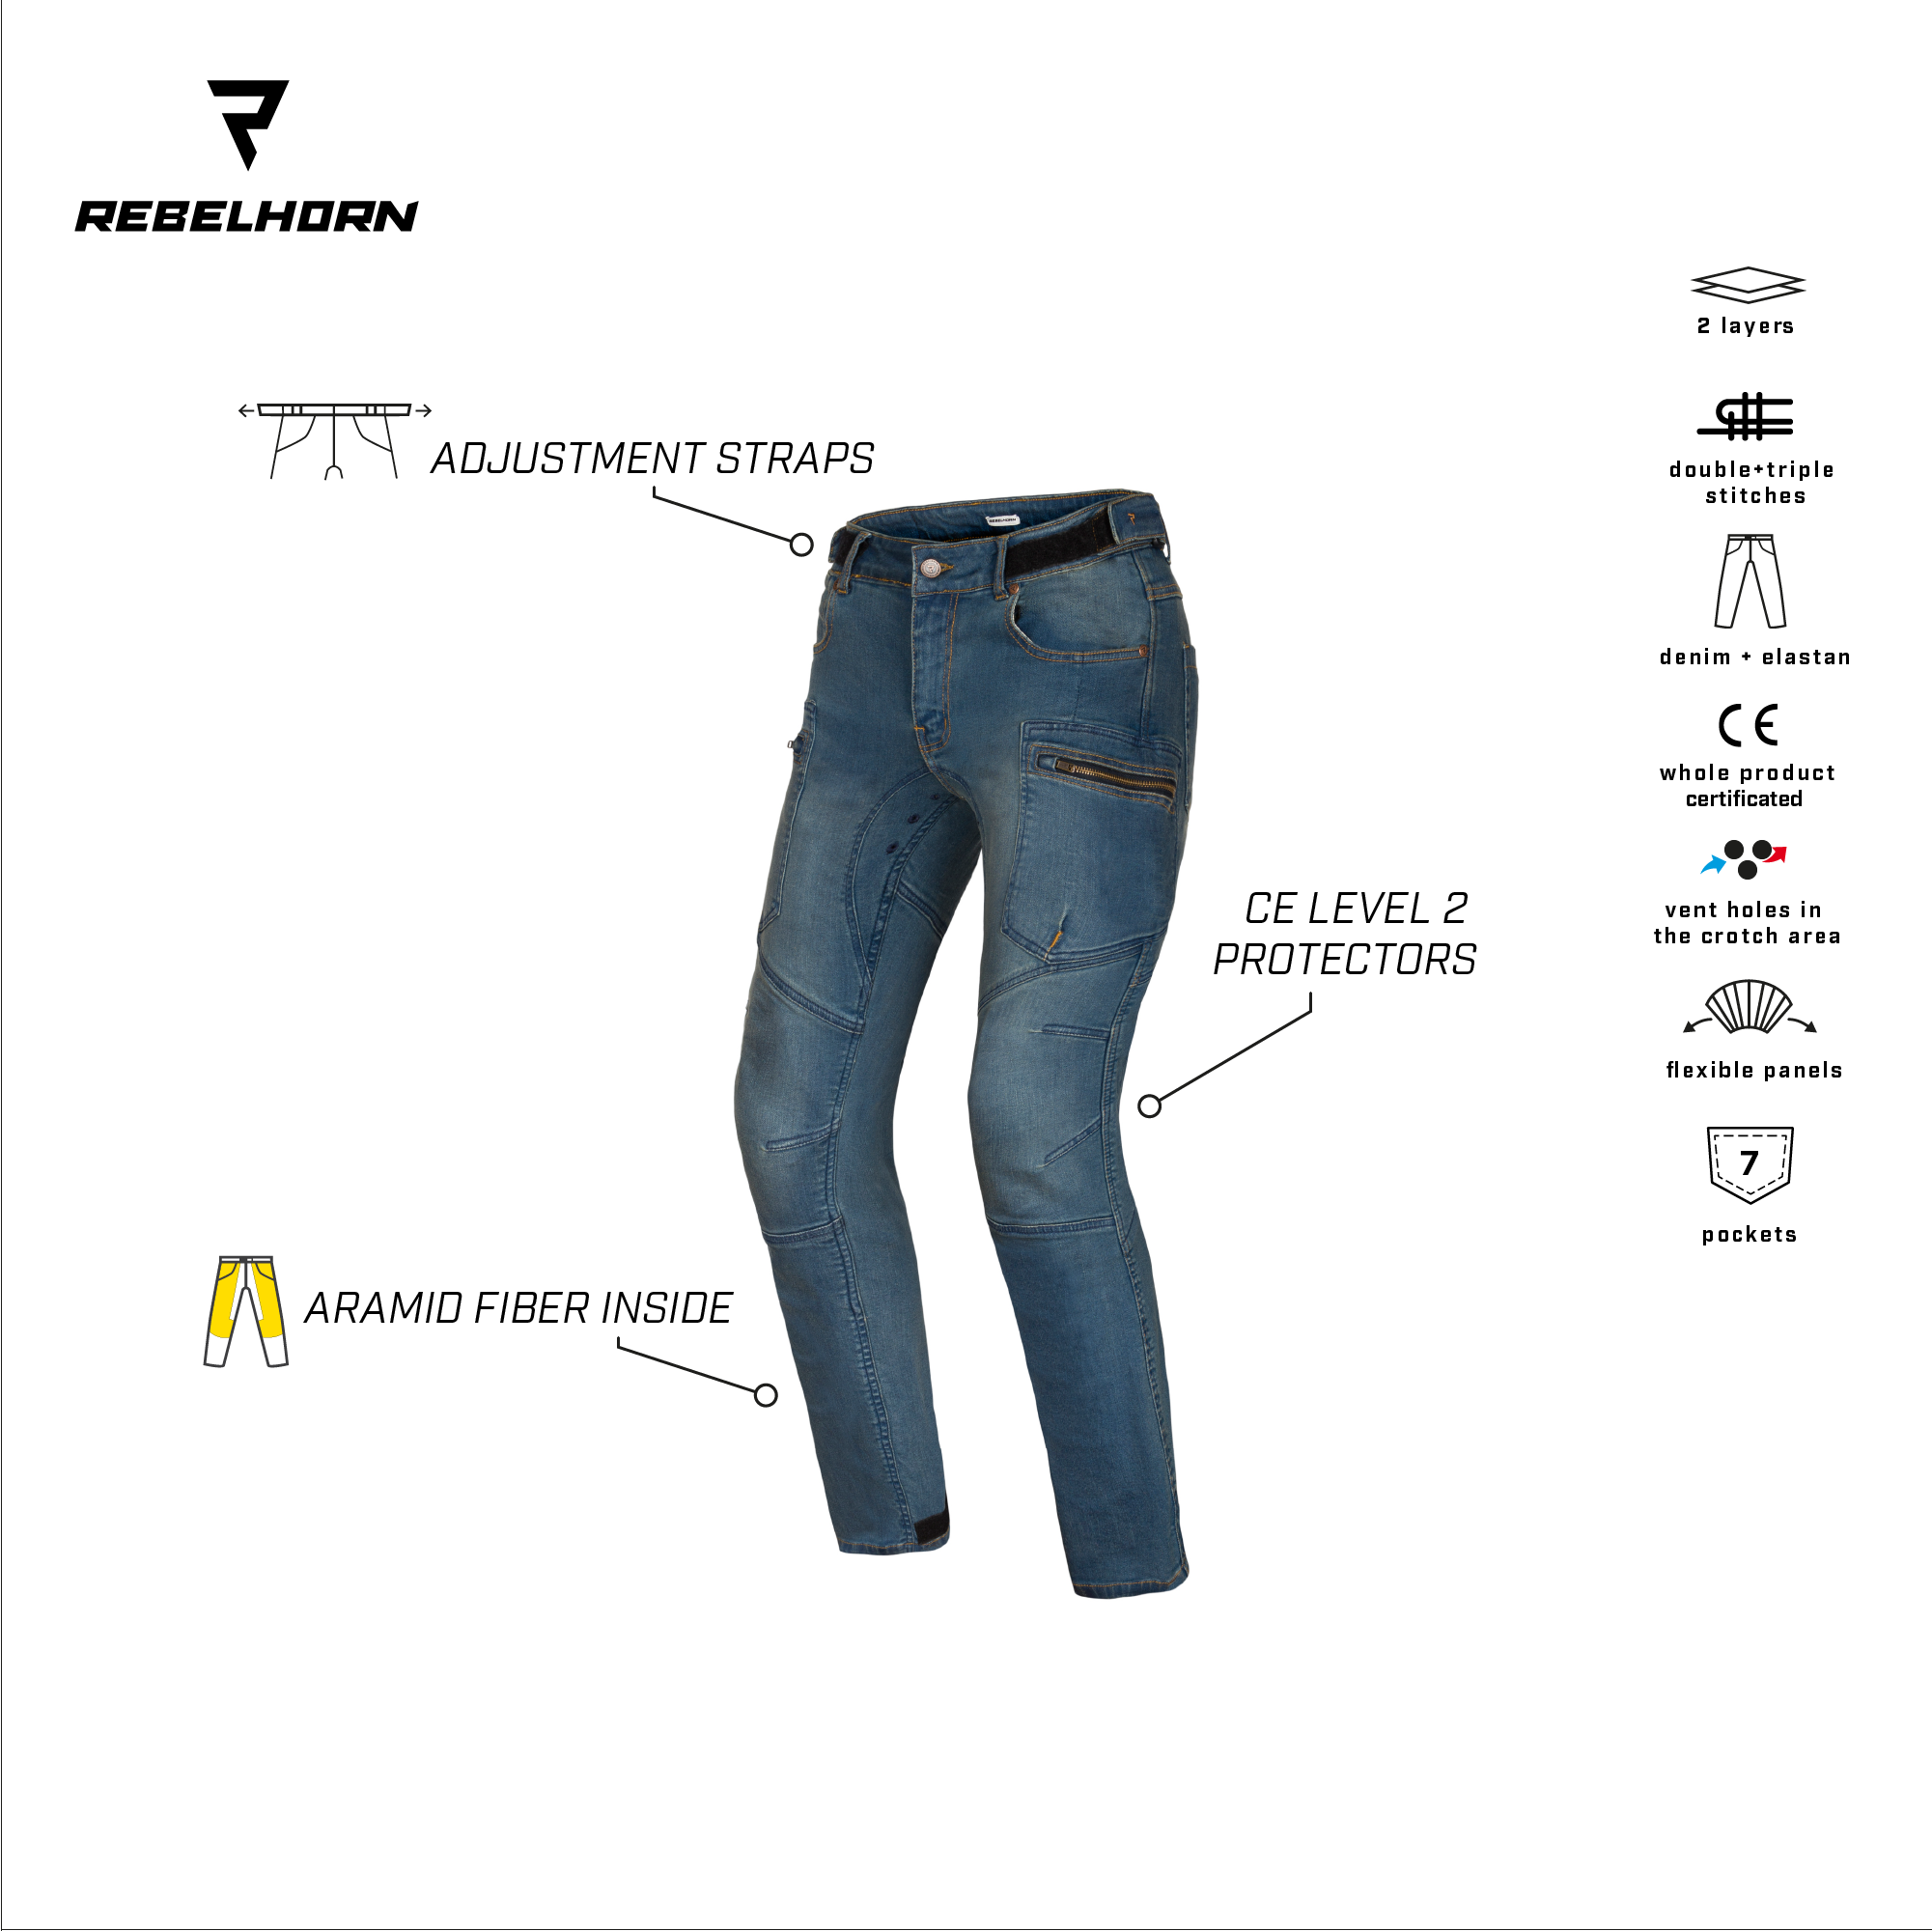 REBELHORN
2 layers
ADJUSTMENT STRAPS
double+triple
stitches
REBELHORN
denim + elastan
CE
whole product
certificated
CE LEVEL 2
PROTECTORS
vent holes in
the crotch area
flexible panels
7
pockets
ARAMID FIBER INSIDE